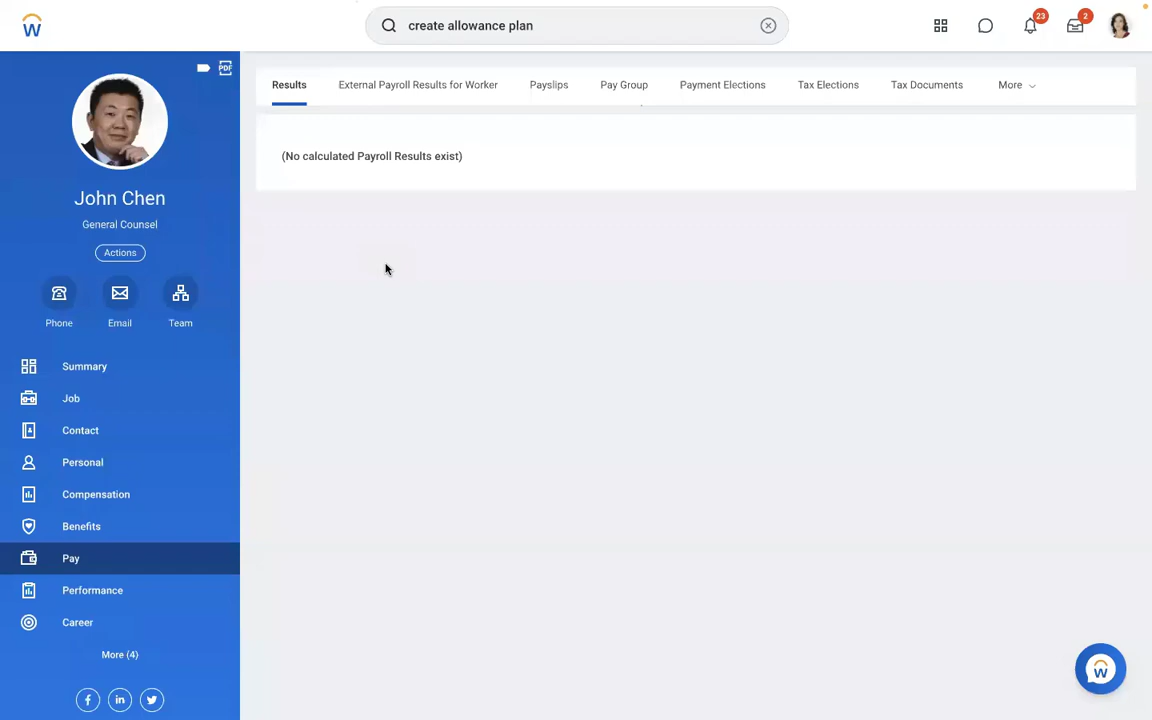 create allowance plan
23
2
PDF
John Chen
General Counsel
Actions
Phone
Email
Team
Summary
Job
Contact
Personal
Compensation
Benefits
Pay
Performance
Career
More (4)
Results
External Payroll Results for Worker
Payslips
Pay Group
Payment Elections
Tax Elections
Tax Documents
More
(No calculated Payroll Results exist)